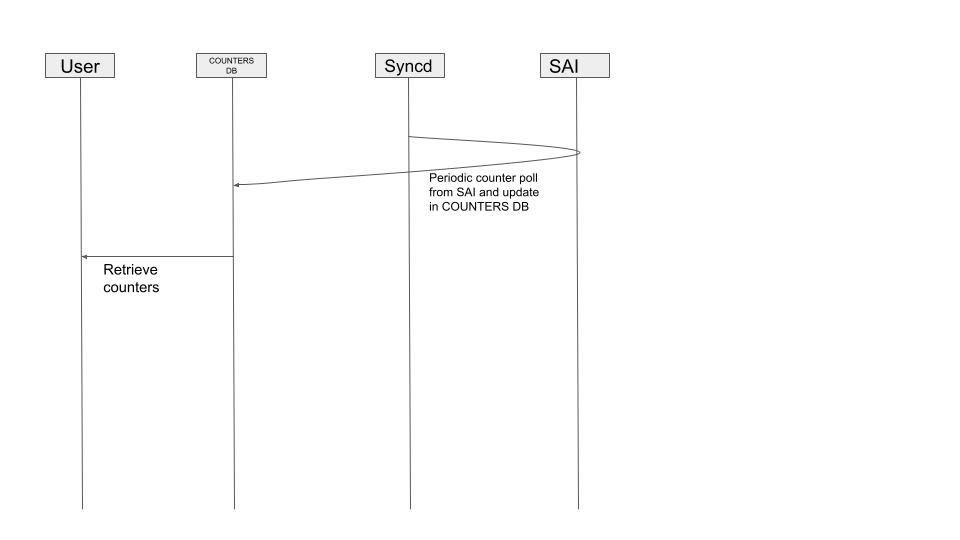 User
COUNTERS
DB
Syncd
SAI
Periodic counter poll
from SAI and update
in COUNTERS DB
Retrieve
counters